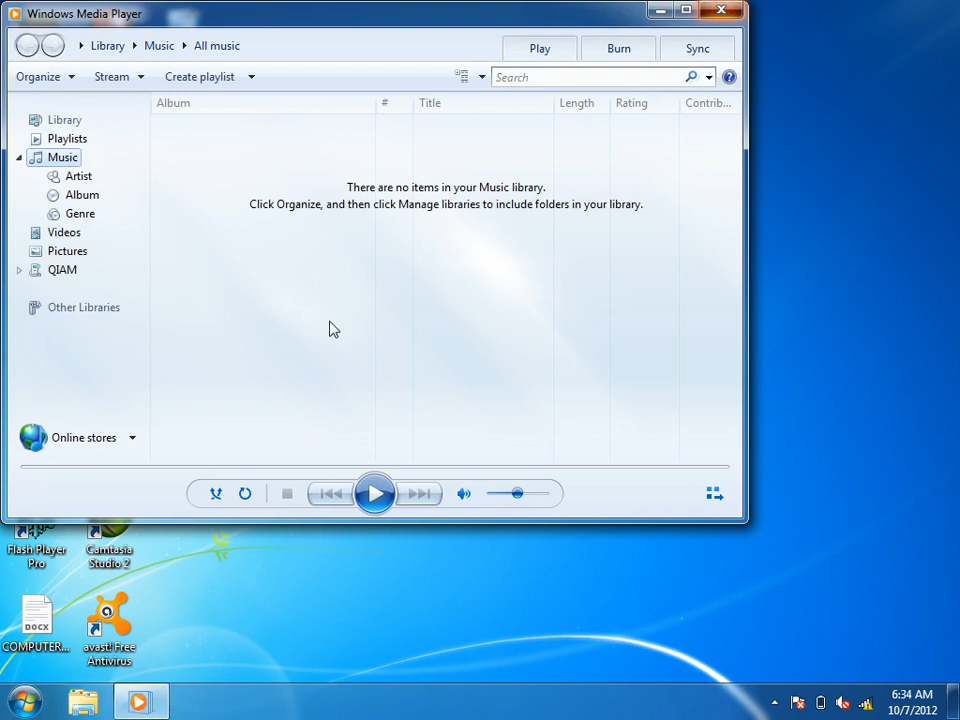 Windows Media Player
Library Music All music
Play
Burn
Sync
Organize Stream Create playlist
Search
Album # Title Length Rating Contrib...
Library
Playlists
Music
Artist
Album
Genre
Videos
Pictures
QIAM
Other Libraries
There are no items in your Music library.
Click Organize, and then click Manage libraries to include folders in your library.
Online stores
Flash Player
Pro
Camtasia
Studio 2
DOCX
COMPUTER...
avast! Free
Antivirus
6:34 AM
10/7/2012